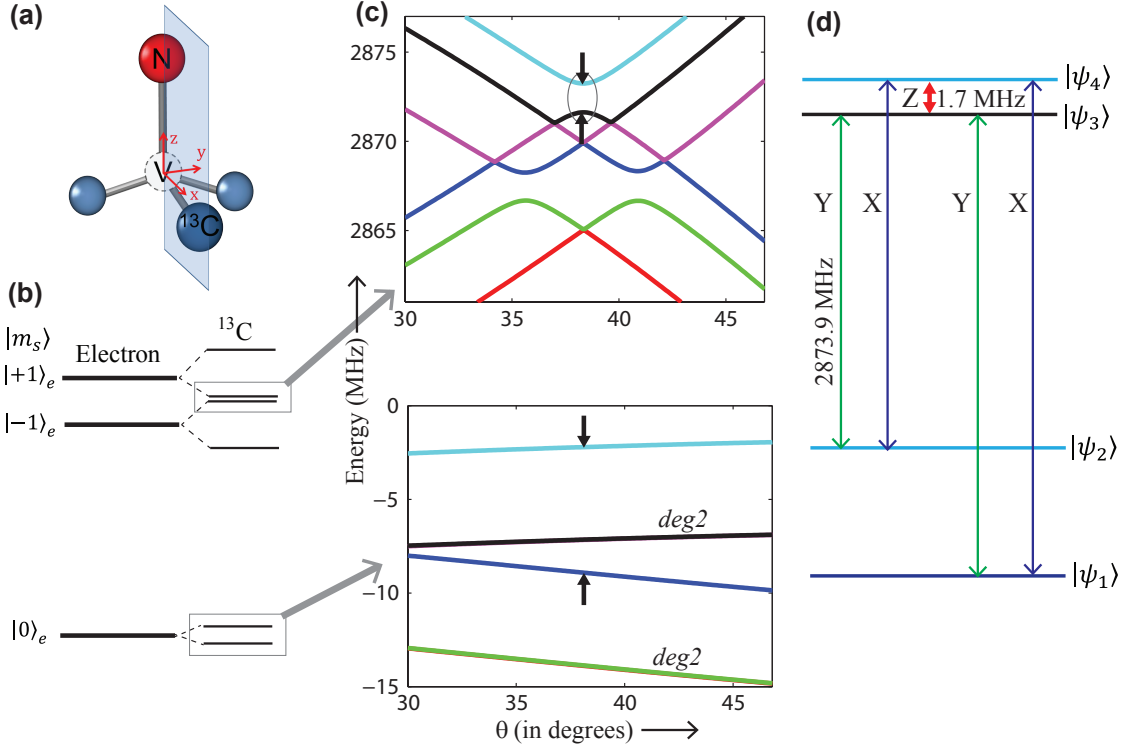 (a)
N
z
y
V
x
¹³C
(b)
¹³C
|mₛ⟩
Electron
|+1⟩ₑ
|−1⟩ₑ
|0⟩ₑ
(c)
2875
2870
2865
30
35
40
45
Energy (MHz)
0
−5
−10
−15
deg2
deg2
30
35
40
45
θ (in degrees)
(d)
|ψ₄⟩
Z 1.7 MHz
|ψ₃⟩
Y X Y X
2873.9 MHz
|ψ₂⟩
|ψ₁⟩